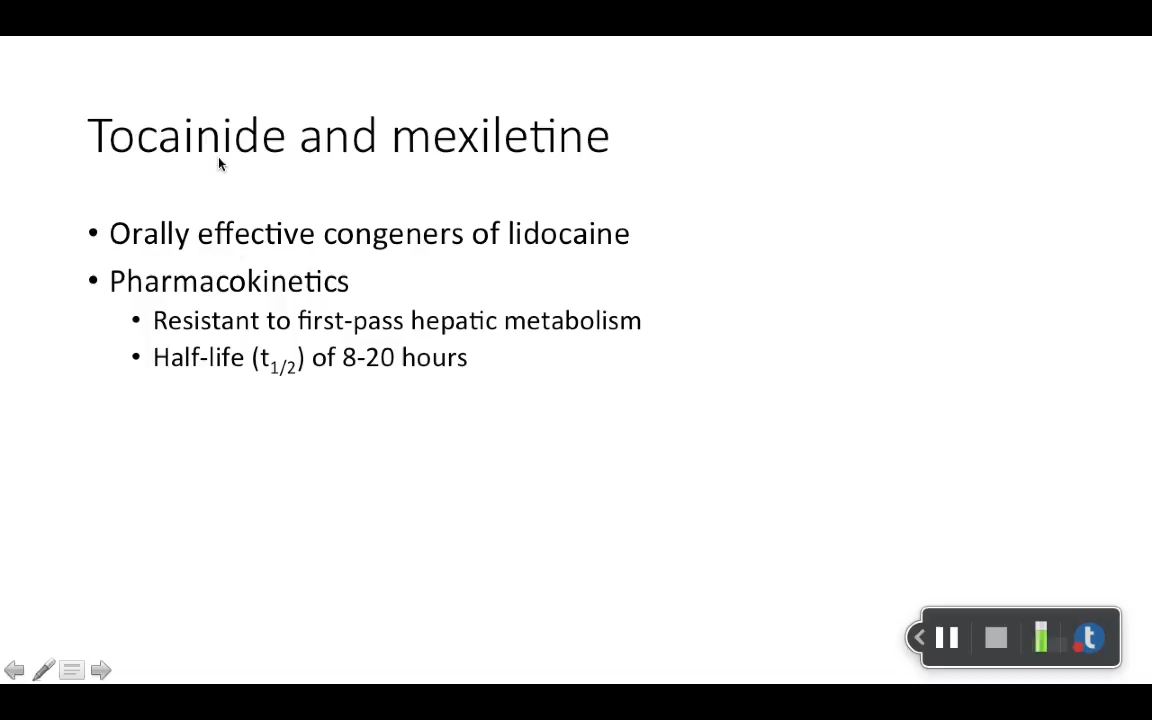 Tocainide and mexiletine
• Orally effective congeners of lidocaine
• Pharmacokinetics
• Resistant to first-pass hepatic metabolism
• Half-life (t1/2) of 8-20 hours
t